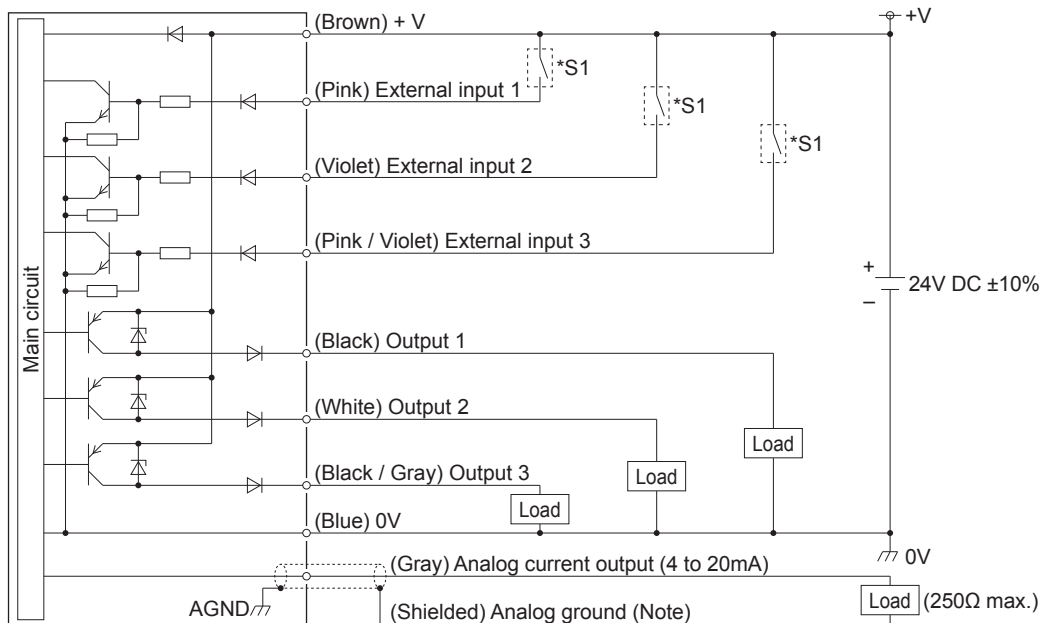 (Brown) + V
+V
*S1
(Pink) External input 1
*S1
*S1
(Violet) External input 2
(Pink / Violet) External input 3
+
24V DC ±10%
–
Main circuit
(Black) Output 1
(White) Output 2
Load
Load
(Black / Gray) Output 3
Load
(Blue) 0V
0V
(Gray) Analog current output (4 to 20mA)
AGND
(Shielded) Analog ground (Note)
Load
(250Ω max.)